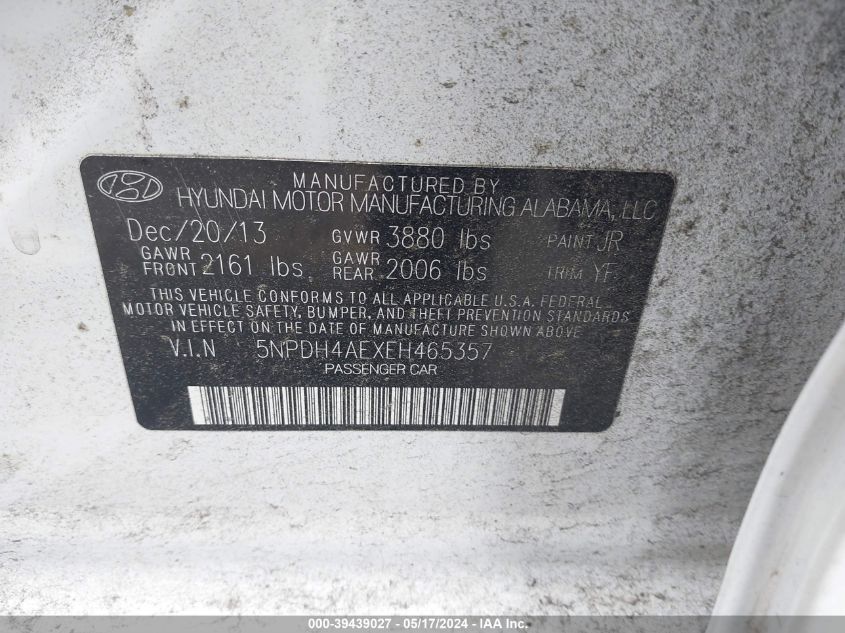 MANUFACTURED BY
HYUNDAI MOTOR MANUFACTURING ALABAMA, LLC
Dec/20/13 GVWR 3880 lbs PAINT JR
GAWR FRONT 2161 lbs GAWR REAR 2006 lbs TRIM YF
THIS VEHICLE CONFORMS TO ALL APPLICABLE U.S.A. FEDERAL
MOTOR VEHICLE SAFETY, BUMPER, AND THEFT PREVENTION STANDARDS
IN EFFECT ON THE DATE OF MANUFACTURE SHOWN ABOVE.
V.I.N 5NPDH4AEXEH465357
PASSENGER CAR
000-39439027 - 05/17/2024 - IAA Inc.